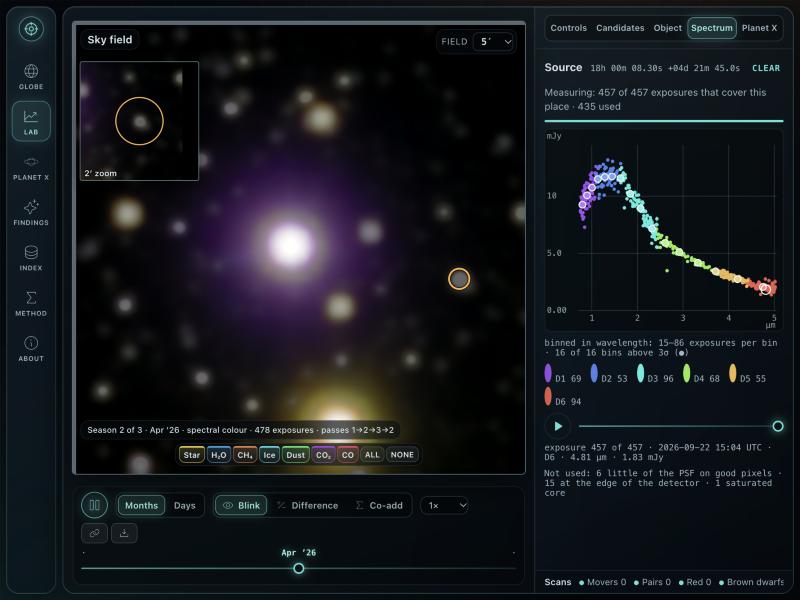 GLOBE
LAB
PLANET X
FINDINGS
INDEX
METHOD
ABOUT
Sky field
FIELD 5′
2′ zoom
Season 2 of 3 · Apr ’26 · spectral colour · 478 exposures · passes 1→2→3→2
Star H₂O CH₄ Ice Dust CO₂ CO ALL NONE
Months Days Blink Difference Co-add 1×
Apr ’26
Controls Candidates Object Spectrum Planet X
Source 18h 00m 08.30s +04d 21m 45.0s CLEAR
Measuring: 457 of 457 exposures that cover this
place · 435 used
mJy
10
5.0
0.00
1 2 3 4 5
μm
binned in wavelength: 15–86 exposures per bin
· 16 of 16 bins above 3σ (●)
D1 69 D2 53 D3 96 D4 68 D5 55
D6 94
exposure 457 of 457 · 2026-09-22 15:04 UTC ·
D6 · 4.81 μm · 1.83 mJy
Not used: 6 little of the PSF on good pixels ·
15 at the edge of the detector · 1 saturated
core
Scans Movers 0 Pairs 0 Red 0 Brown dwarfs